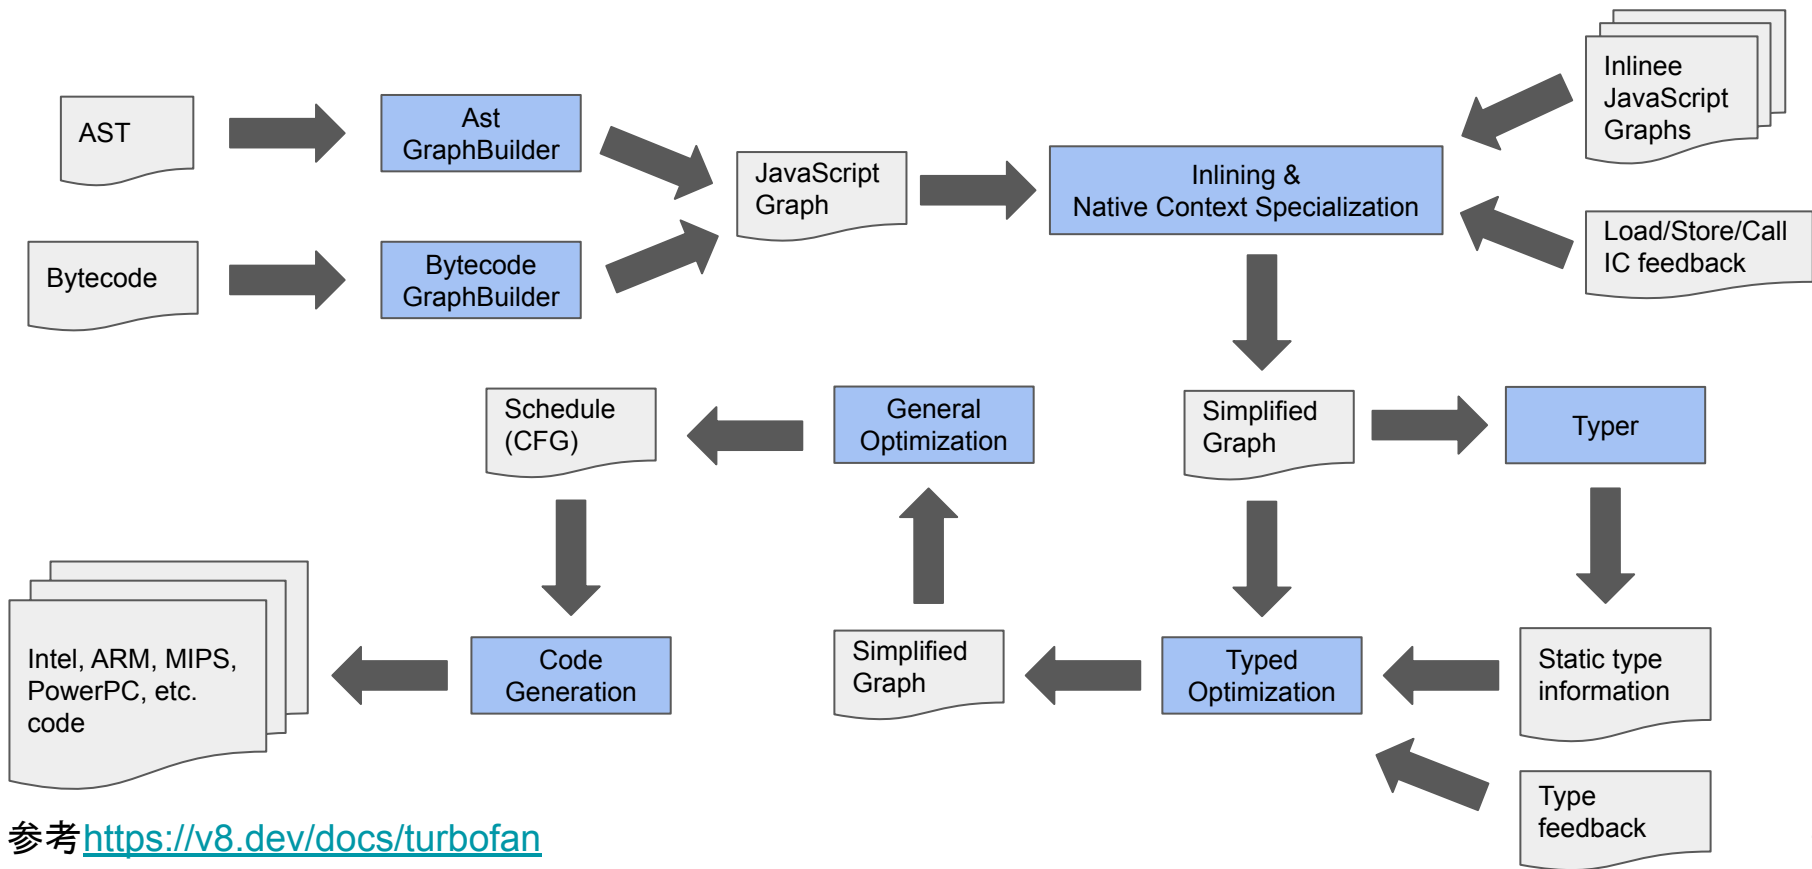 AST
Ast
GraphBuilder
JavaScript
Graph
Inlining &
Native Context Specialization
Inlinee
JavaScript
Graphs
Bytecode
Bytecode
GraphBuilder
Load/Store/Call
IC feedback
Schedule
(CFG)
General
Optimization
Simplified
Graph
Typer
Intel, ARM, MIPS,
PowerPC, etc.
code
Code
Generation
Simplified
Graph
Typed
Optimization
Static type
information
Type
feedback
参考https://v8.dev/docs/turbofan